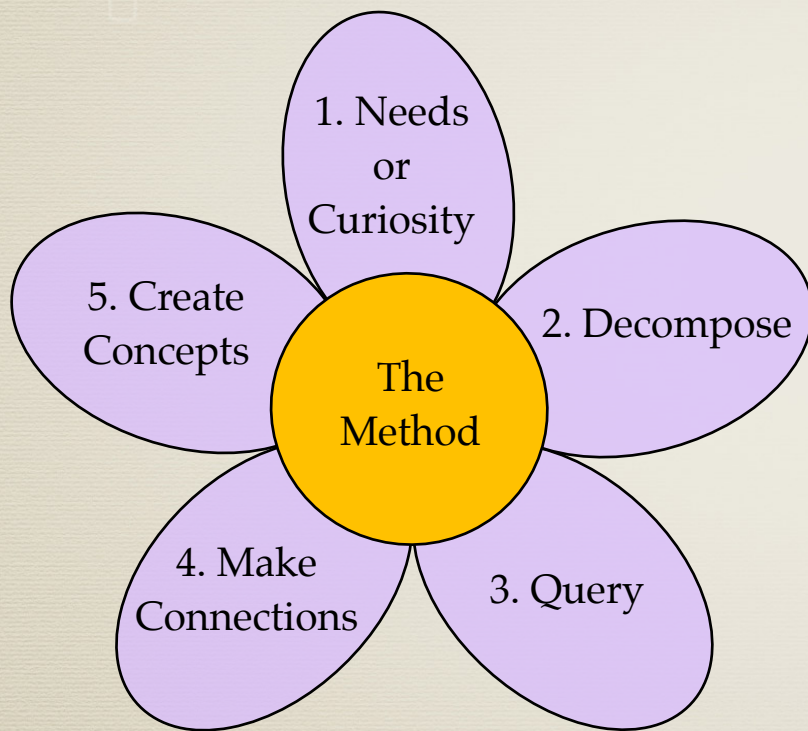 1. Needs
or
Curiosity
2. Decompose
3. Query
4. Make
Connections
5. Create
Concepts
The
Method